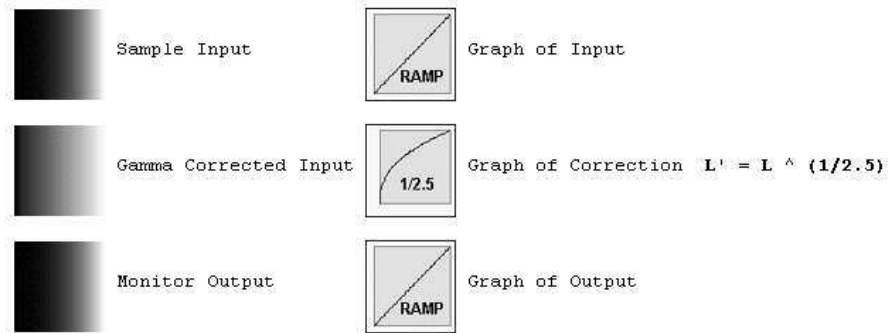 Sample Input
RAMP
Graph of Input
Gamma Corrected Input
1/2.5
Graph of Correction L' = L ^ (1/2.5)
Monitor Output
RAMP
Graph of Output